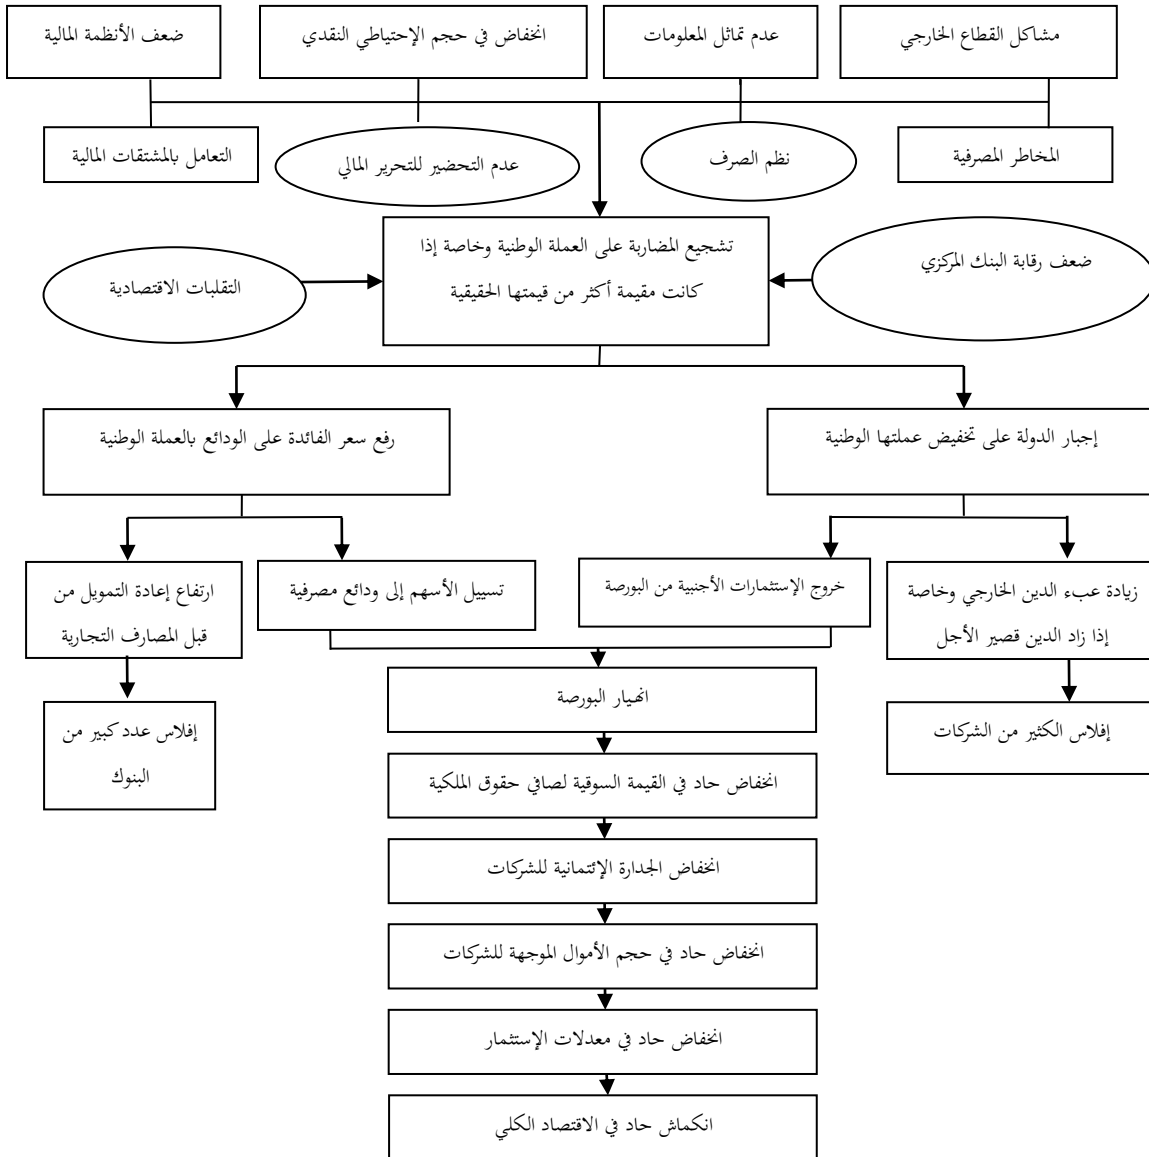 مشاكل القطاع الخارجي
عدم تماثل المعلومات
انخفاض في حجم الإحتياطي النقدي
ضعف الأنظمة المالية
المخاطر المصرفية
نظم الصرف
عدم التحضير للتحرير المالي
التعامل بالمشتقات المالية
ضعف رقابة البنك المركزي
تشجيع المضاربة على العملة الوطنية وخاصة إذا
كانت مقيمة أكثر من قيمتها الحقيقية
التقلبات الاقتصادية
إجبار الدولة على تخفيض عملتها الوطنية
رفع سعر الفائدة على الودائع بالعملة الوطنية
زيادة عبء الدين الخارجي وخاصة
إذا زاد الدين قصير الأجل
خروج الإستثمارات الأجنبية من البورصة
تسييل الأسهم إلى ودائع مصرفية
ارتفاع إعادة التمويل من
قبل المصارف التجارية
إفلاس الكثير من الشركات
انهيار البورصة
إفلاس عدد كبير من
البنوك
انخفاض حاد في القيمة السوقية لصافي حقوق الملكية
انخفاض الجدارة الإئتمانية للشركات
انخفاض حاد في حجم الأموال الموجهة للشركات
انخفاض حاد في معدلات الإستثمار
انكماش حاد في الاقتصاد الكلي